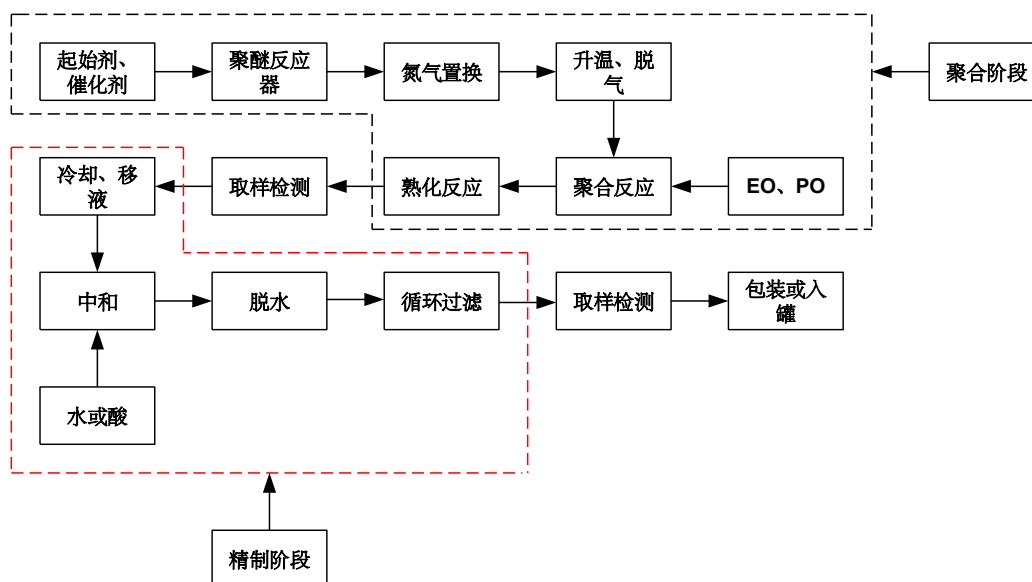 起始剂、
催化剂
聚醚反应
器
氮气置换
升温、脱
气
聚合阶段
冷却、移
液
取样检测
熟化反应
聚合反应
EO、PO
中和
脱水
循环过滤
取样检测
包装或入
罐
水或酸
精制阶段